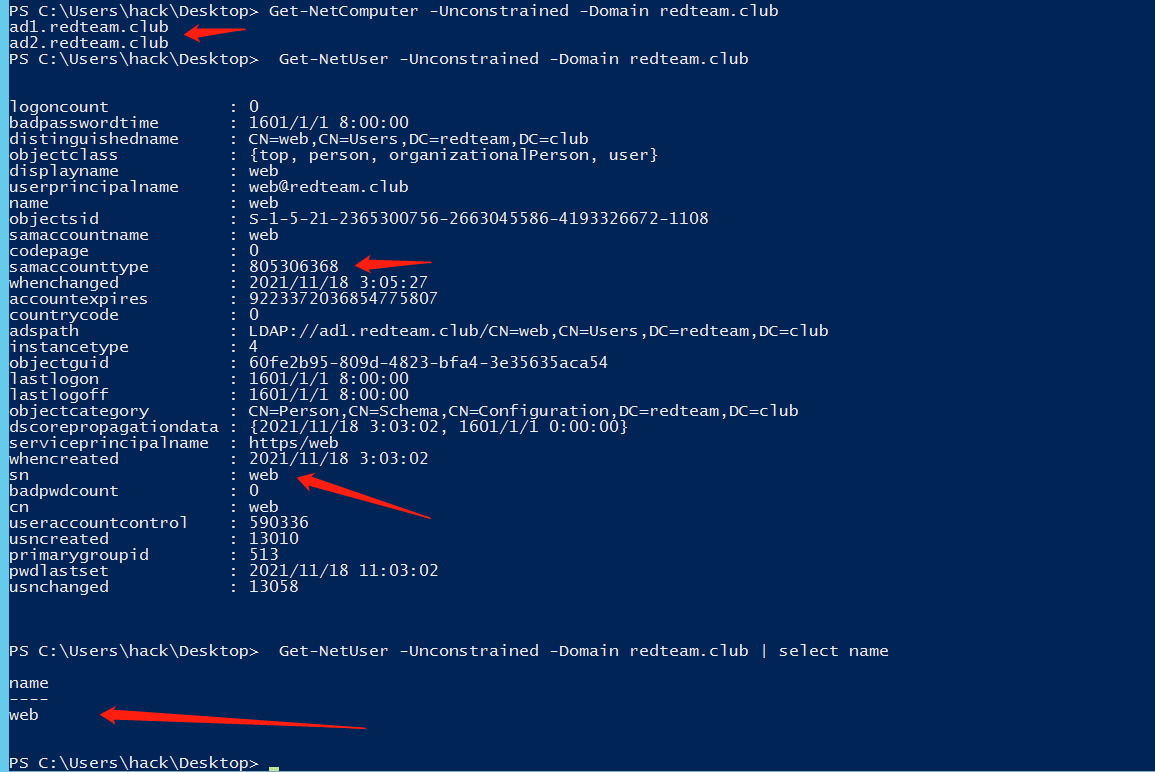 PS C:\Users\hack\Desktop> Get-NetComputer -Unconstrained -Domain redteam.club
ad1.redteam.club
ad2.redteam.club
PS C:\Users\hack\Desktop>  Get-NetUser -Unconstrained -Domain redteam.club
logoncount            : 0
badpasswordtime       : 1601/1/1 8:00:00
distinguishedname     : CN=web,CN=Users,DC=redteam,DC=club
objectclass           : {top, person, organizationalPerson, user}
displayname           : web
userprincipalname     : web@redteam.club
name                  : web
objectsid             : S-1-5-21-2365300756-2663045586-4193326672-1108
samaccountname        : web
codepage              : 0
samaccounttype        : 805306368
whenchanged           : 2021/11/18 3:05:27
accountexpires        : 9223372036854775807
countrycode           : 0
adspath               : LDAP://ad1.redteam.club/CN=web,CN=Users,DC=redteam,DC=club
instancetype          : 4
objectguid            : 60fe2b95-809d-4823-bfa4-3e35635aca54
lastlogon             : 1601/1/1 8:00:00
lastlogoff            : 1601/1/1 8:00:00
objectcategory        : CN=Person,CN=Schema,CN=Configuration,DC=redteam,DC=club
dscorepropagationdata : {2021/11/18 3:03:02, 1601/1/1 0:00:00}
serviceprincipalname  : https/web
whencreated           : 2021/11/18 3:03:02
sn                    : web
badpwdcount           : 0
cn                    : web
useraccountcontrol    : 590336
usncreated            : 13010
primarygroupid        : 513
pwdlastset            : 2021/11/18 11:03:02
usnchanged            : 13058
PS C:\Users\hack\Desktop>  Get-NetUser -Unconstrained -Domain redteam.club | select name
name
----
web
PS C:\Users\hack\Desktop>